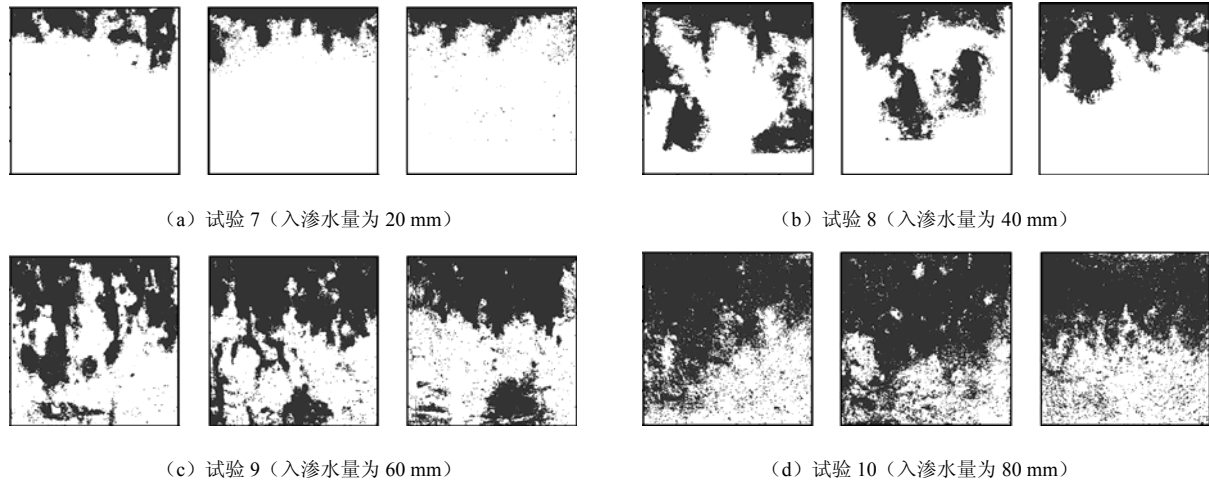 （a）试验 7（入渗水量为 20 mm）
（b）试验 8（入渗水量为 40 mm）
（c）试验 9（入渗水量为 60 mm）
（d）试验 10（入渗水量为 80 mm）